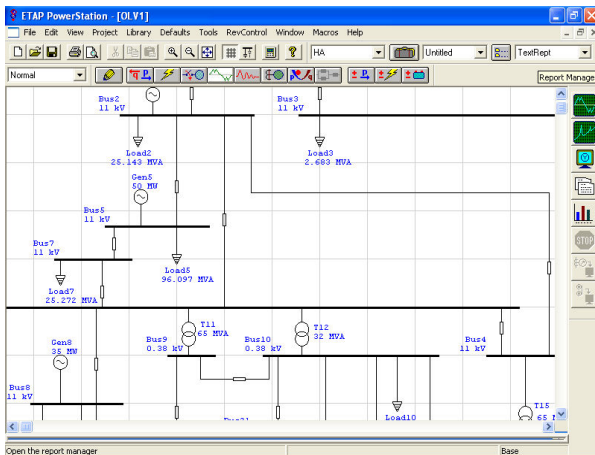 ETAP PowerStation - [OLV1]
File Edit View Project Library Defaults Tools RevControl Window Macros Help
HA Untitled TextRept
Normal
Report Manage
Bus2
11 kV
Bus3
11 kV
Load2
25.143 MVA
Load3
2.683 MVA
Gen5
50 MW
Bus5
11 kV
Bus7
11 kV
Load5
96.097 MVA
Load7
25.272 MVA
T11
65 MVA
T12
32 MVA
Gen8
35 MW
Bus9
0.38 kV
Bus10
0.38 kV
Bus4
11 kV
Bus8
11 kV
Load10
T15
65 M
STOP
Open the report manager
Base